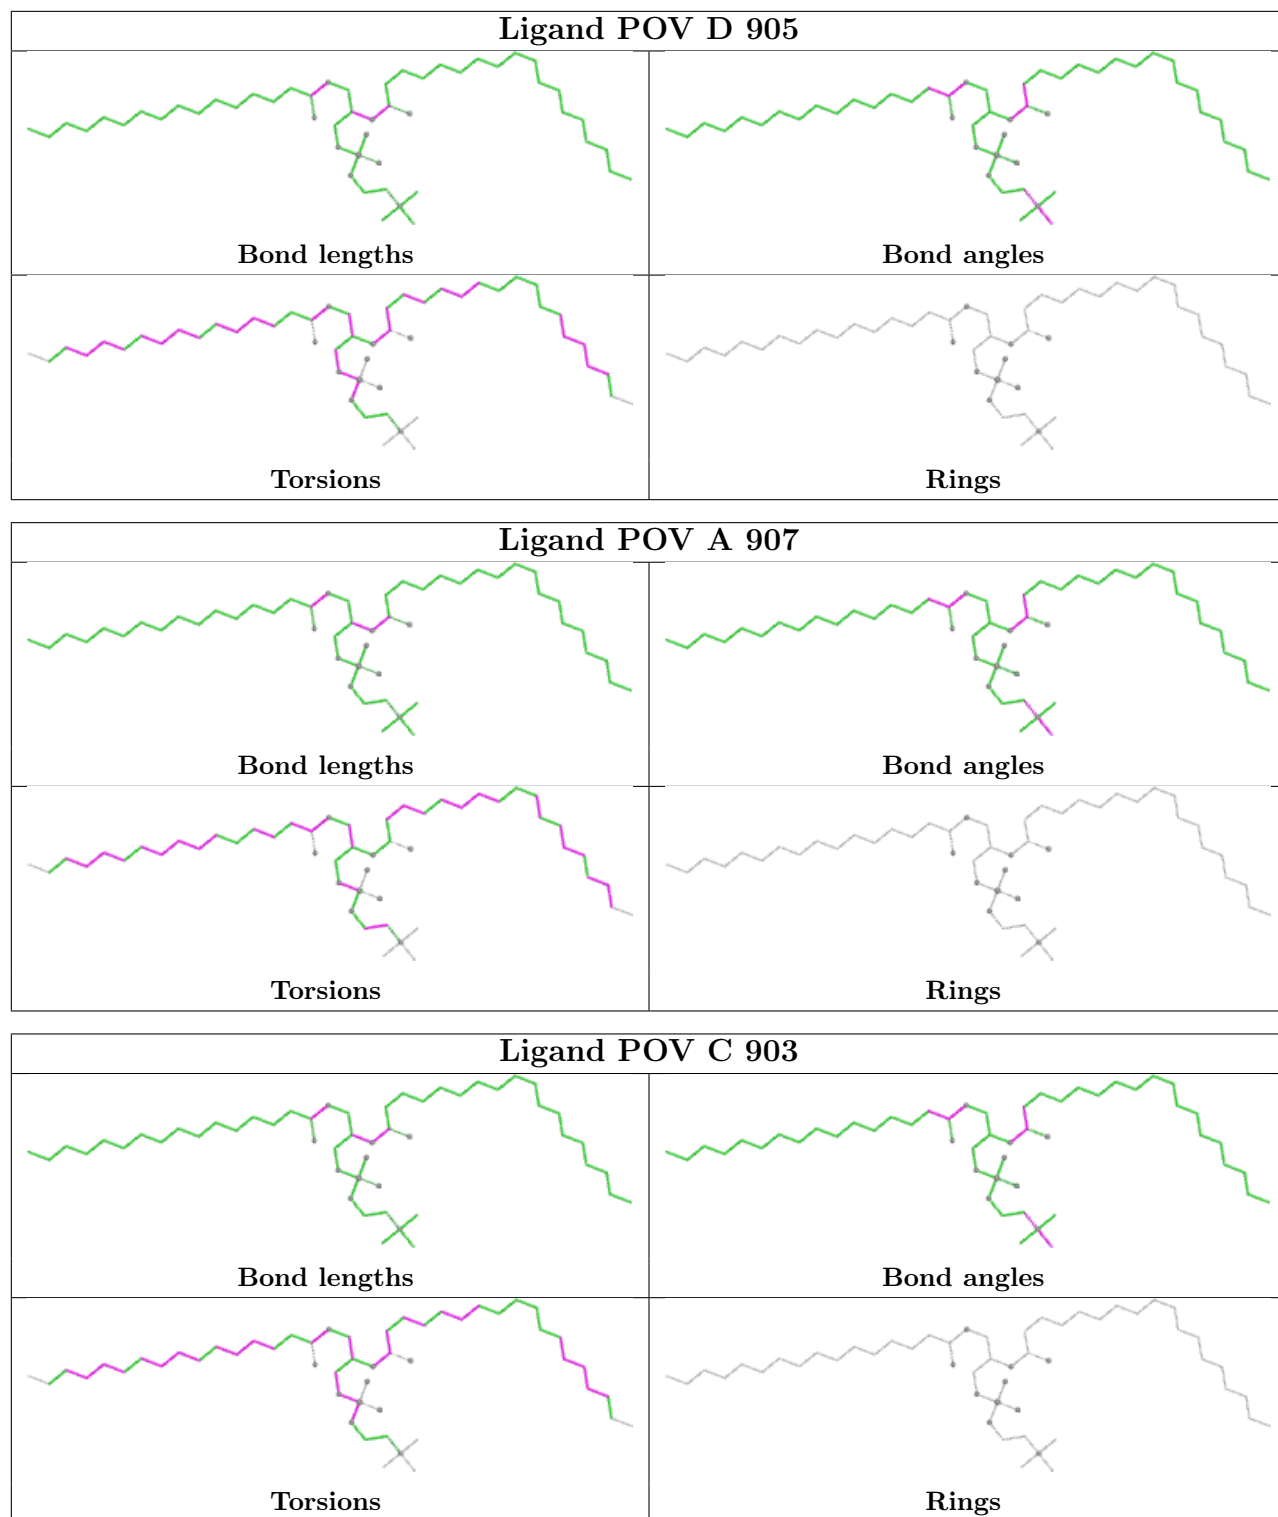 Ligand POV D 905
Bond lengths
Bond angles
Torsions
Rings
Ligand POV A 907
Bond lengths
Bond angles
Torsions
Rings
Ligand POV C 903
Bond lengths
Bond angles
Torsions
Rings